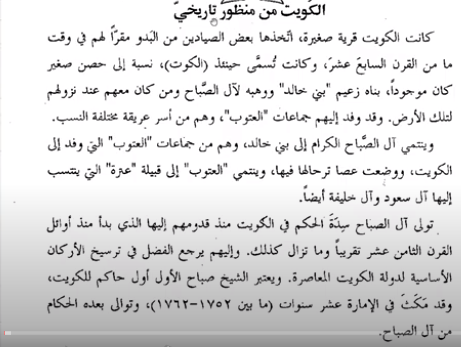 الكويت من منظور تاريخي
كانت الكويت قرية صغيرة، اتخذها بعض الصيادين من البدو مقرّاً لهم في وقت
ما من القرن السابع عشر، وكانت تُسمَّى حينئذ (الكوت)، نسبة إلى حصن صغير
كان موجوداً، بناه زعيم "بني خالد" ووهبه لآل الصَّباح ومن كان معهم عند نزولهم
لتلك الأرض. وقد وفد إليهم جماعات "العتوب"، وهم من أسر عريقة مختلفة النسب.
وينتمي آل الصَّباح الكرام إلى بني خالد، وهم من جماعات "العتوب" التي وفد إلى
الكويت، ووضعت عصا ترحالها فيها، وينتمي "العتوب" إلى قبيلة "عنزة" التي ينتسب
إليها آل سعود وآل خليفة أيضاً.
تولى آل الصباح سِدَّةَ الحكم في الكويت منذ قدومهم إليها الذي بدأ منذ أوائل
القرن الثامن عشر تقريباً وما تزال كذلك. وإليهم يرجع الفضل في ترسيخ الأركان
الأساسية لدولة الكويت المعاصرة. ويعتبر الشيخ صباح الأول أول حاكم للكويت،
وقد مَكَثَ في الإمارة عشر سنوات (ما بين ١٧٥٢-١٧٦٢)، وتوالى بعده الحكام
من آل الصباح.